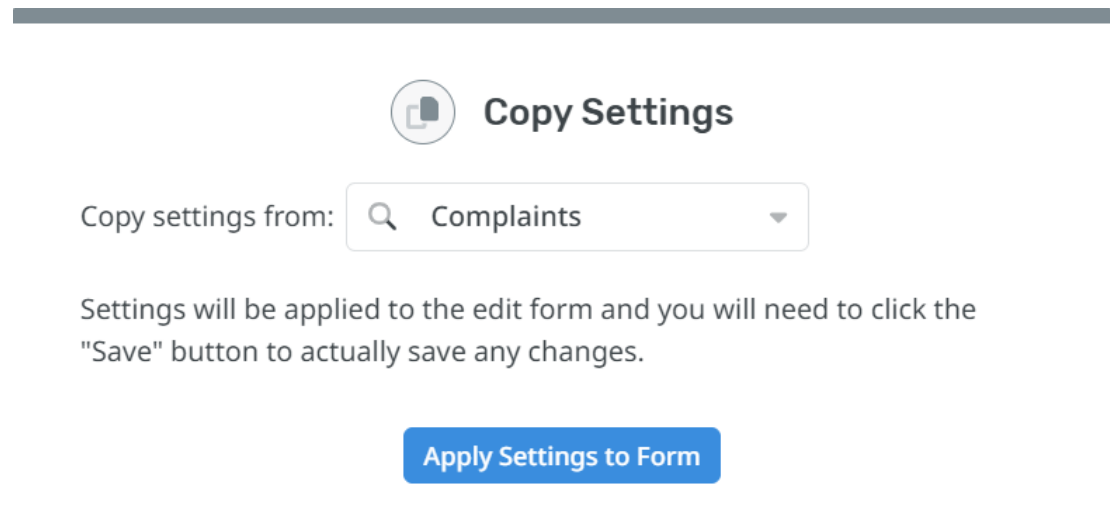 Copy Settings
Copy settings from: Complaints
Settings will be applied to the edit form and you will need to click the
"Save" button to actually save any changes.
Apply Settings to Form